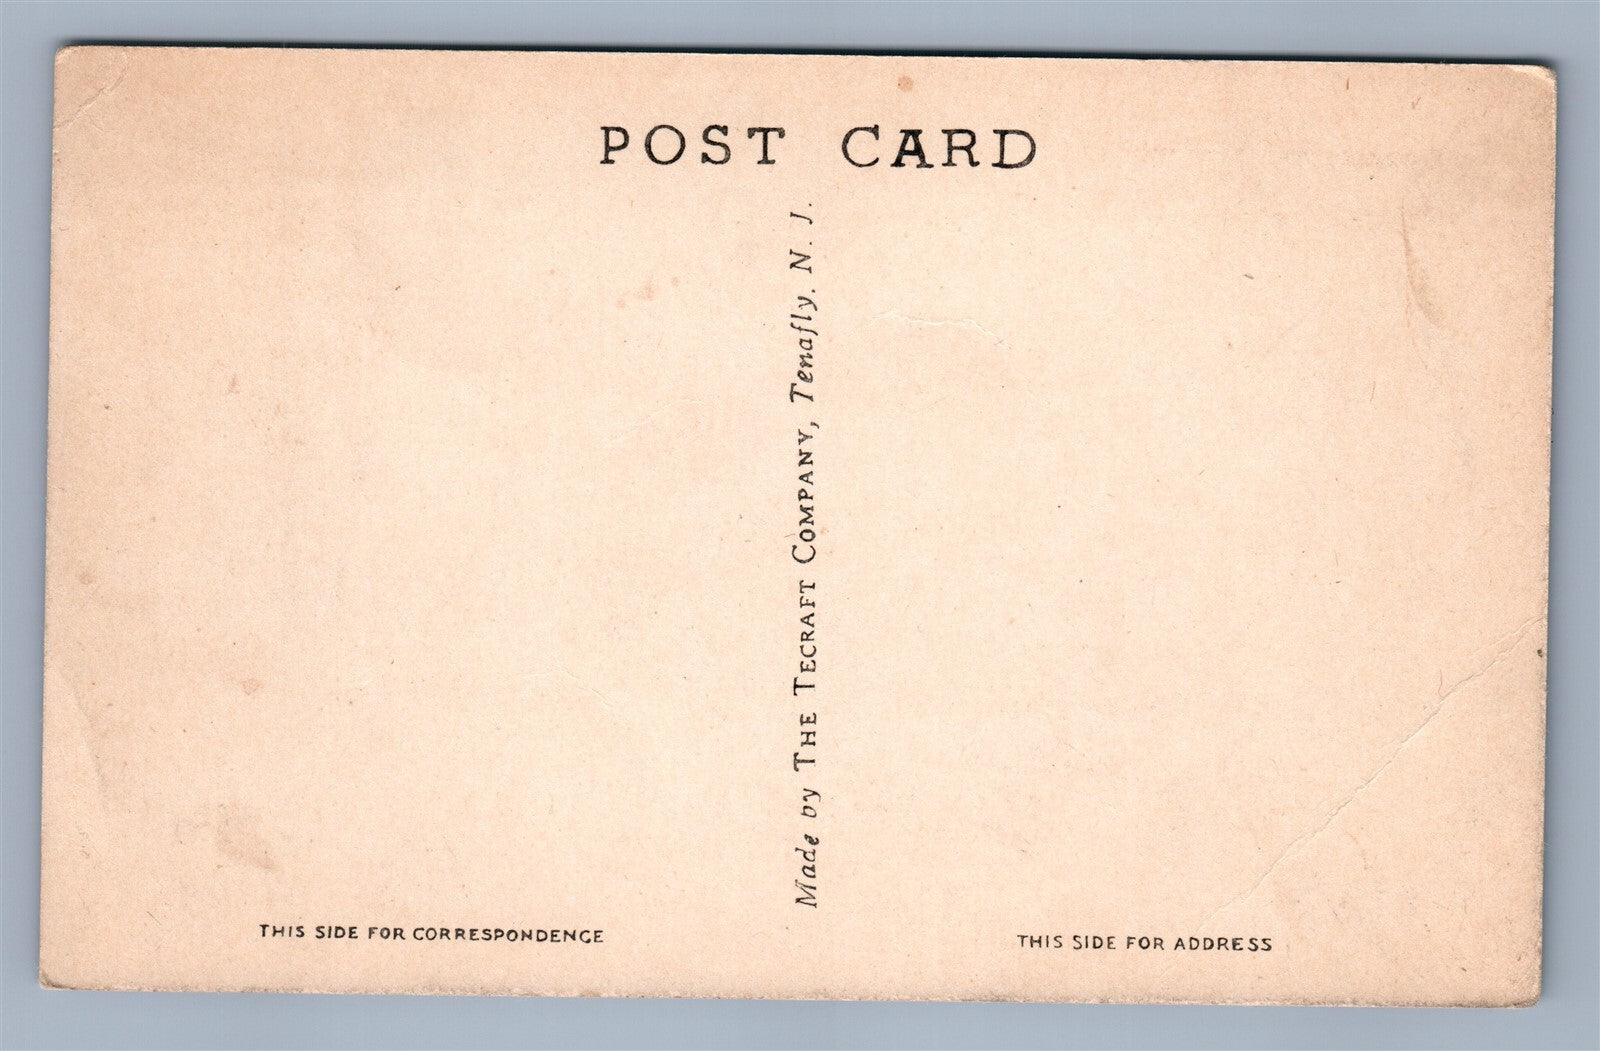 POST CARD
Made by THE TECRAFT COMPANY, Tenafly, N. J.
THIS SIDE FOR CORRESPONDENCE
THIS SIDE FOR ADDRESS